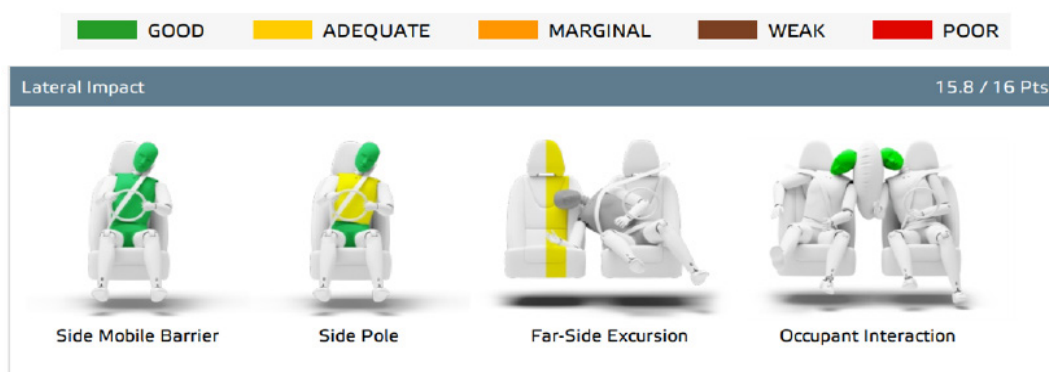 GOOD ADEQUATE MARGINAL WEAK POOR
Lateral Impact 15.8 / 16 Pts
Side Mobile Barrier Side Pole Far-Side Excursion Occupant Interaction